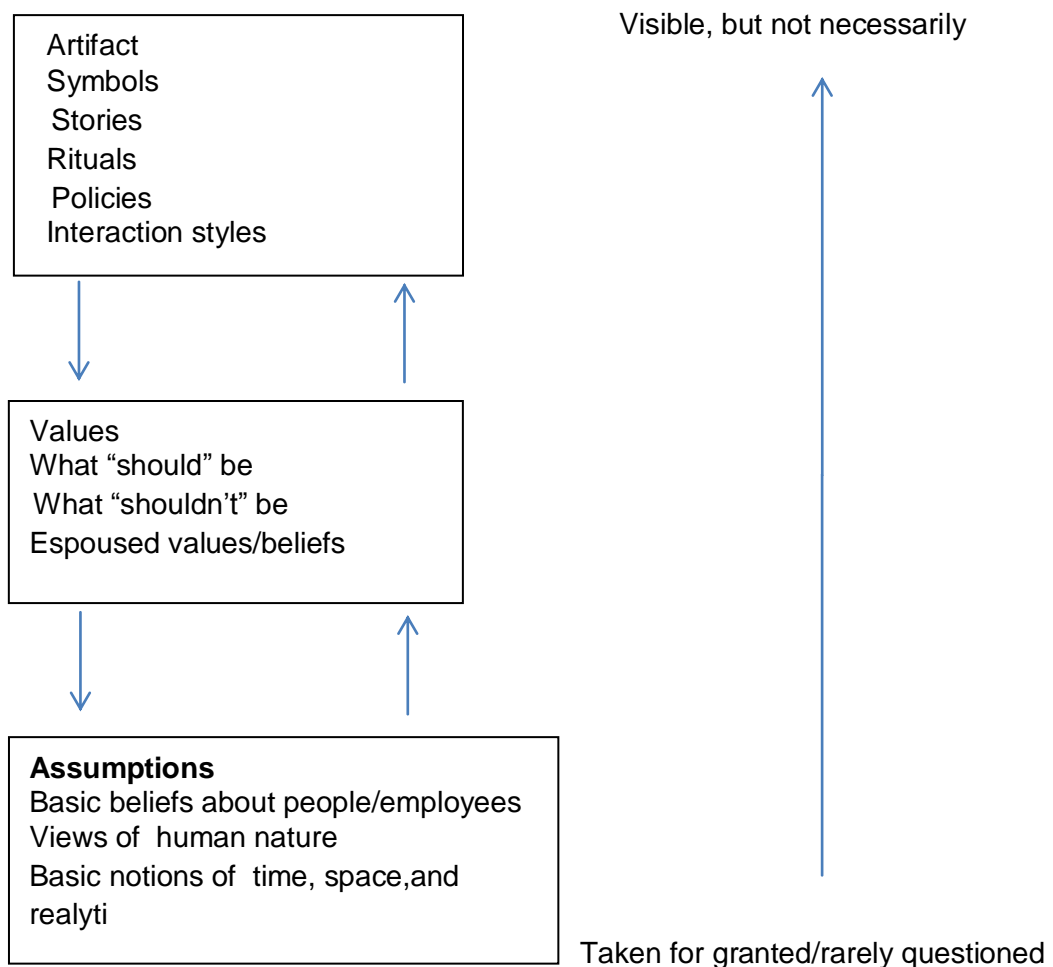 Artifact
Symbols
Stories
Rituals
Policies
Interaction styles
Visible, but not necessarily
Values
What “should” be
What “shouldn’t” be
Espoused values/beliefs
Assumptions
Basic beliefs about people/employees
Views of human nature
Basic notions of time, space,and
realyti
Taken for granted/rarely questioned